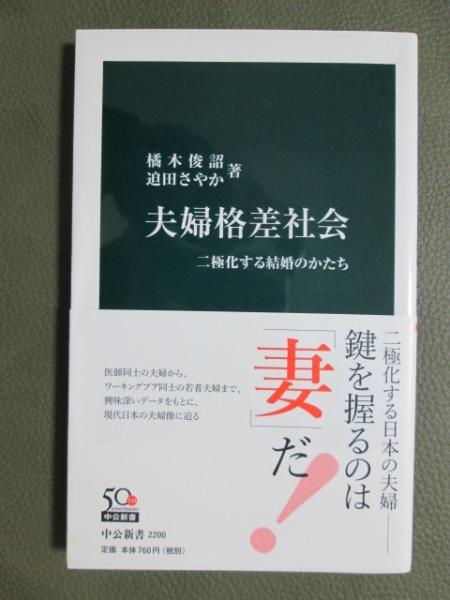 橘木俊詔
迫田さやか 著
夫婦格差社会
二極化する結婚のかたち
二極化する日本の夫婦――
鍵を握るのは
「妻」だ!
医師同士の夫婦から、
ワーキングプア同士の若者夫婦まで、
興味深いデータをもとに、
現代日本の夫婦像に迫る
50TH
ANNIVERSARY
中公新書
中公新書 2200
定価 本体760円(税別)